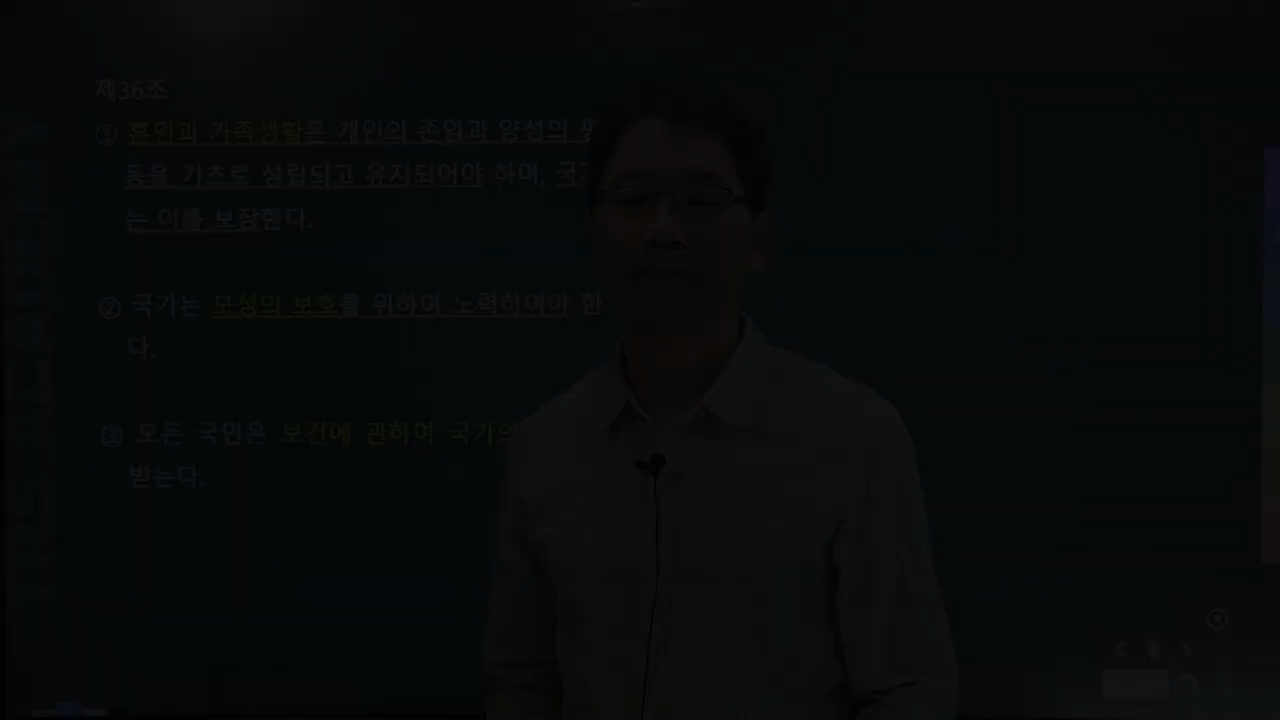 제36조
① 혼인과 가족생활은 개인의 존엄과 양성의 평
등을 기초로 성립되고 유지되어야 하며, 국가
는 이를 보장한다.
② 국가는 모성의 보호를 위하여 노력하여야 한
다.
③ 모든 국민은 보건에 관하여 국가의
받는다.